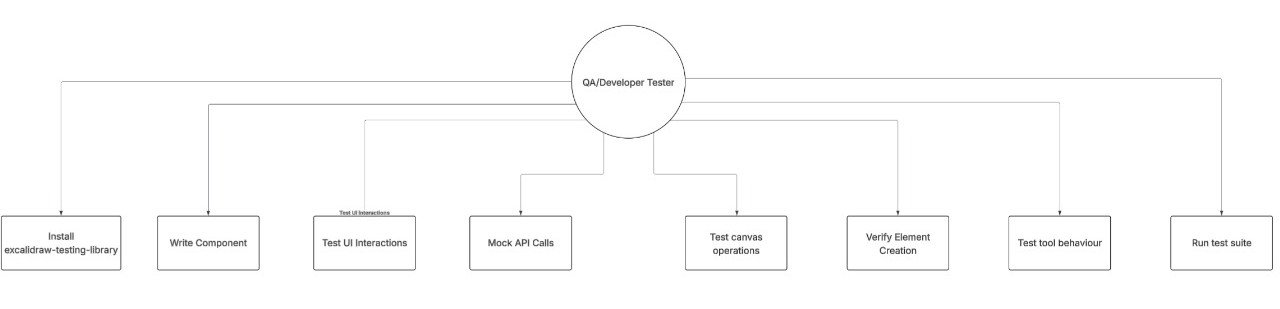 QA/Developer Tester
Test UI Interactions
Install
excalidraw-testing-library
Write Component
Test UI Interactions
Mock API Calls
Test canvas
operations
Verify Element
Creation
Test tool behaviour
Run test suite